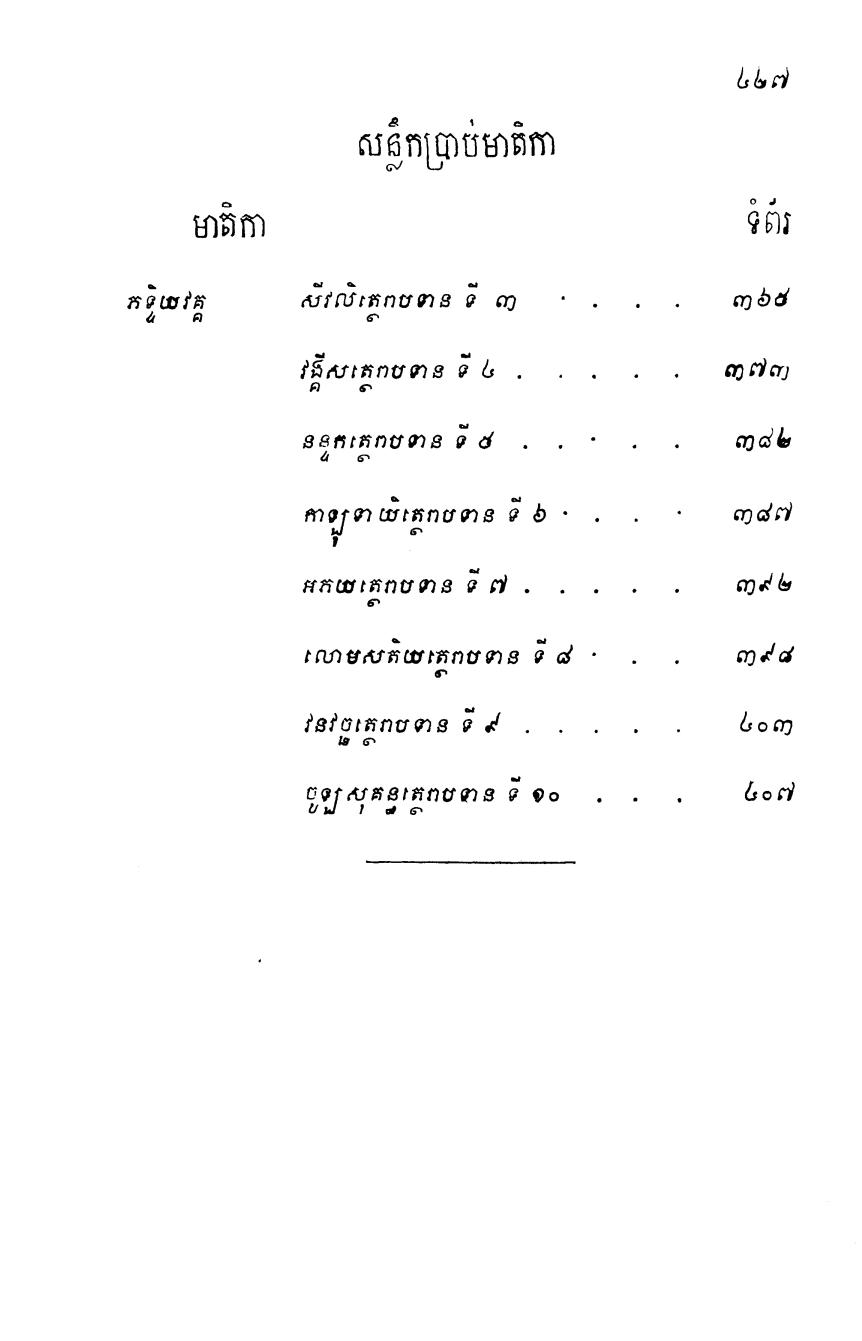 ៤២៧
សន្លឹកប្រាប់មាតិកា
មាតិកា ទំព័រ
ភទ្ទិយវគ្គ សីវលិត្ថេរាបទាន ទី ៣ . . . . ៣៦៥
វង្គីសត្ថេរាបទាន ទី ៤ . . . . . ៣៧៣
នន្ទកត្ថេរាបទាន ទី ៥ . . . . . ៣៨២
កាឡុទាយិត្ថេរាបទាន ទី ៦ . . . . ៣៨៧
អភយត្ថេរាបទាន ទី ៧ . . . . . ៣៩២
លោមសតិយត្ថេរាបទាន ទី ៨ . . . ៣៩៨
វនវច្ឆត្ថេរាបទាន ទី ៩ . . . . . ៤០៣
ចូឡសុគន្ធត្ថេរាបទាន ទី ១០ . . . ៤០៧